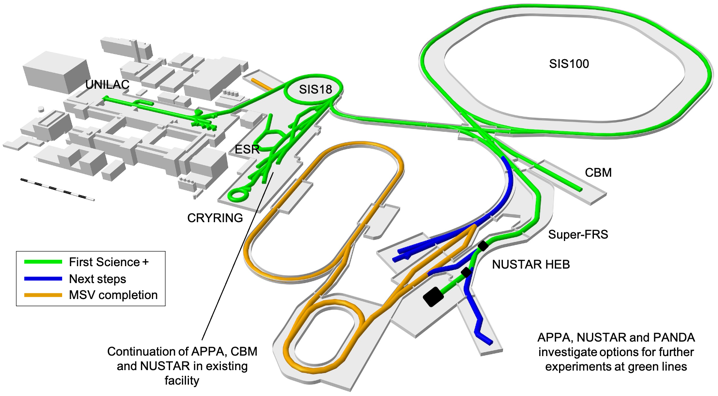 UNILAC
SIS18
SIS100
ESR
CBM
CRYRING
Super-FRS
NUSTAR HEB
First Science +
Next steps
MSV completion
Continuation of APPA, CBM
and NUSTAR in existing
facility
APPA, NUSTAR and PANDA
investigate options for further
experiments at green lines